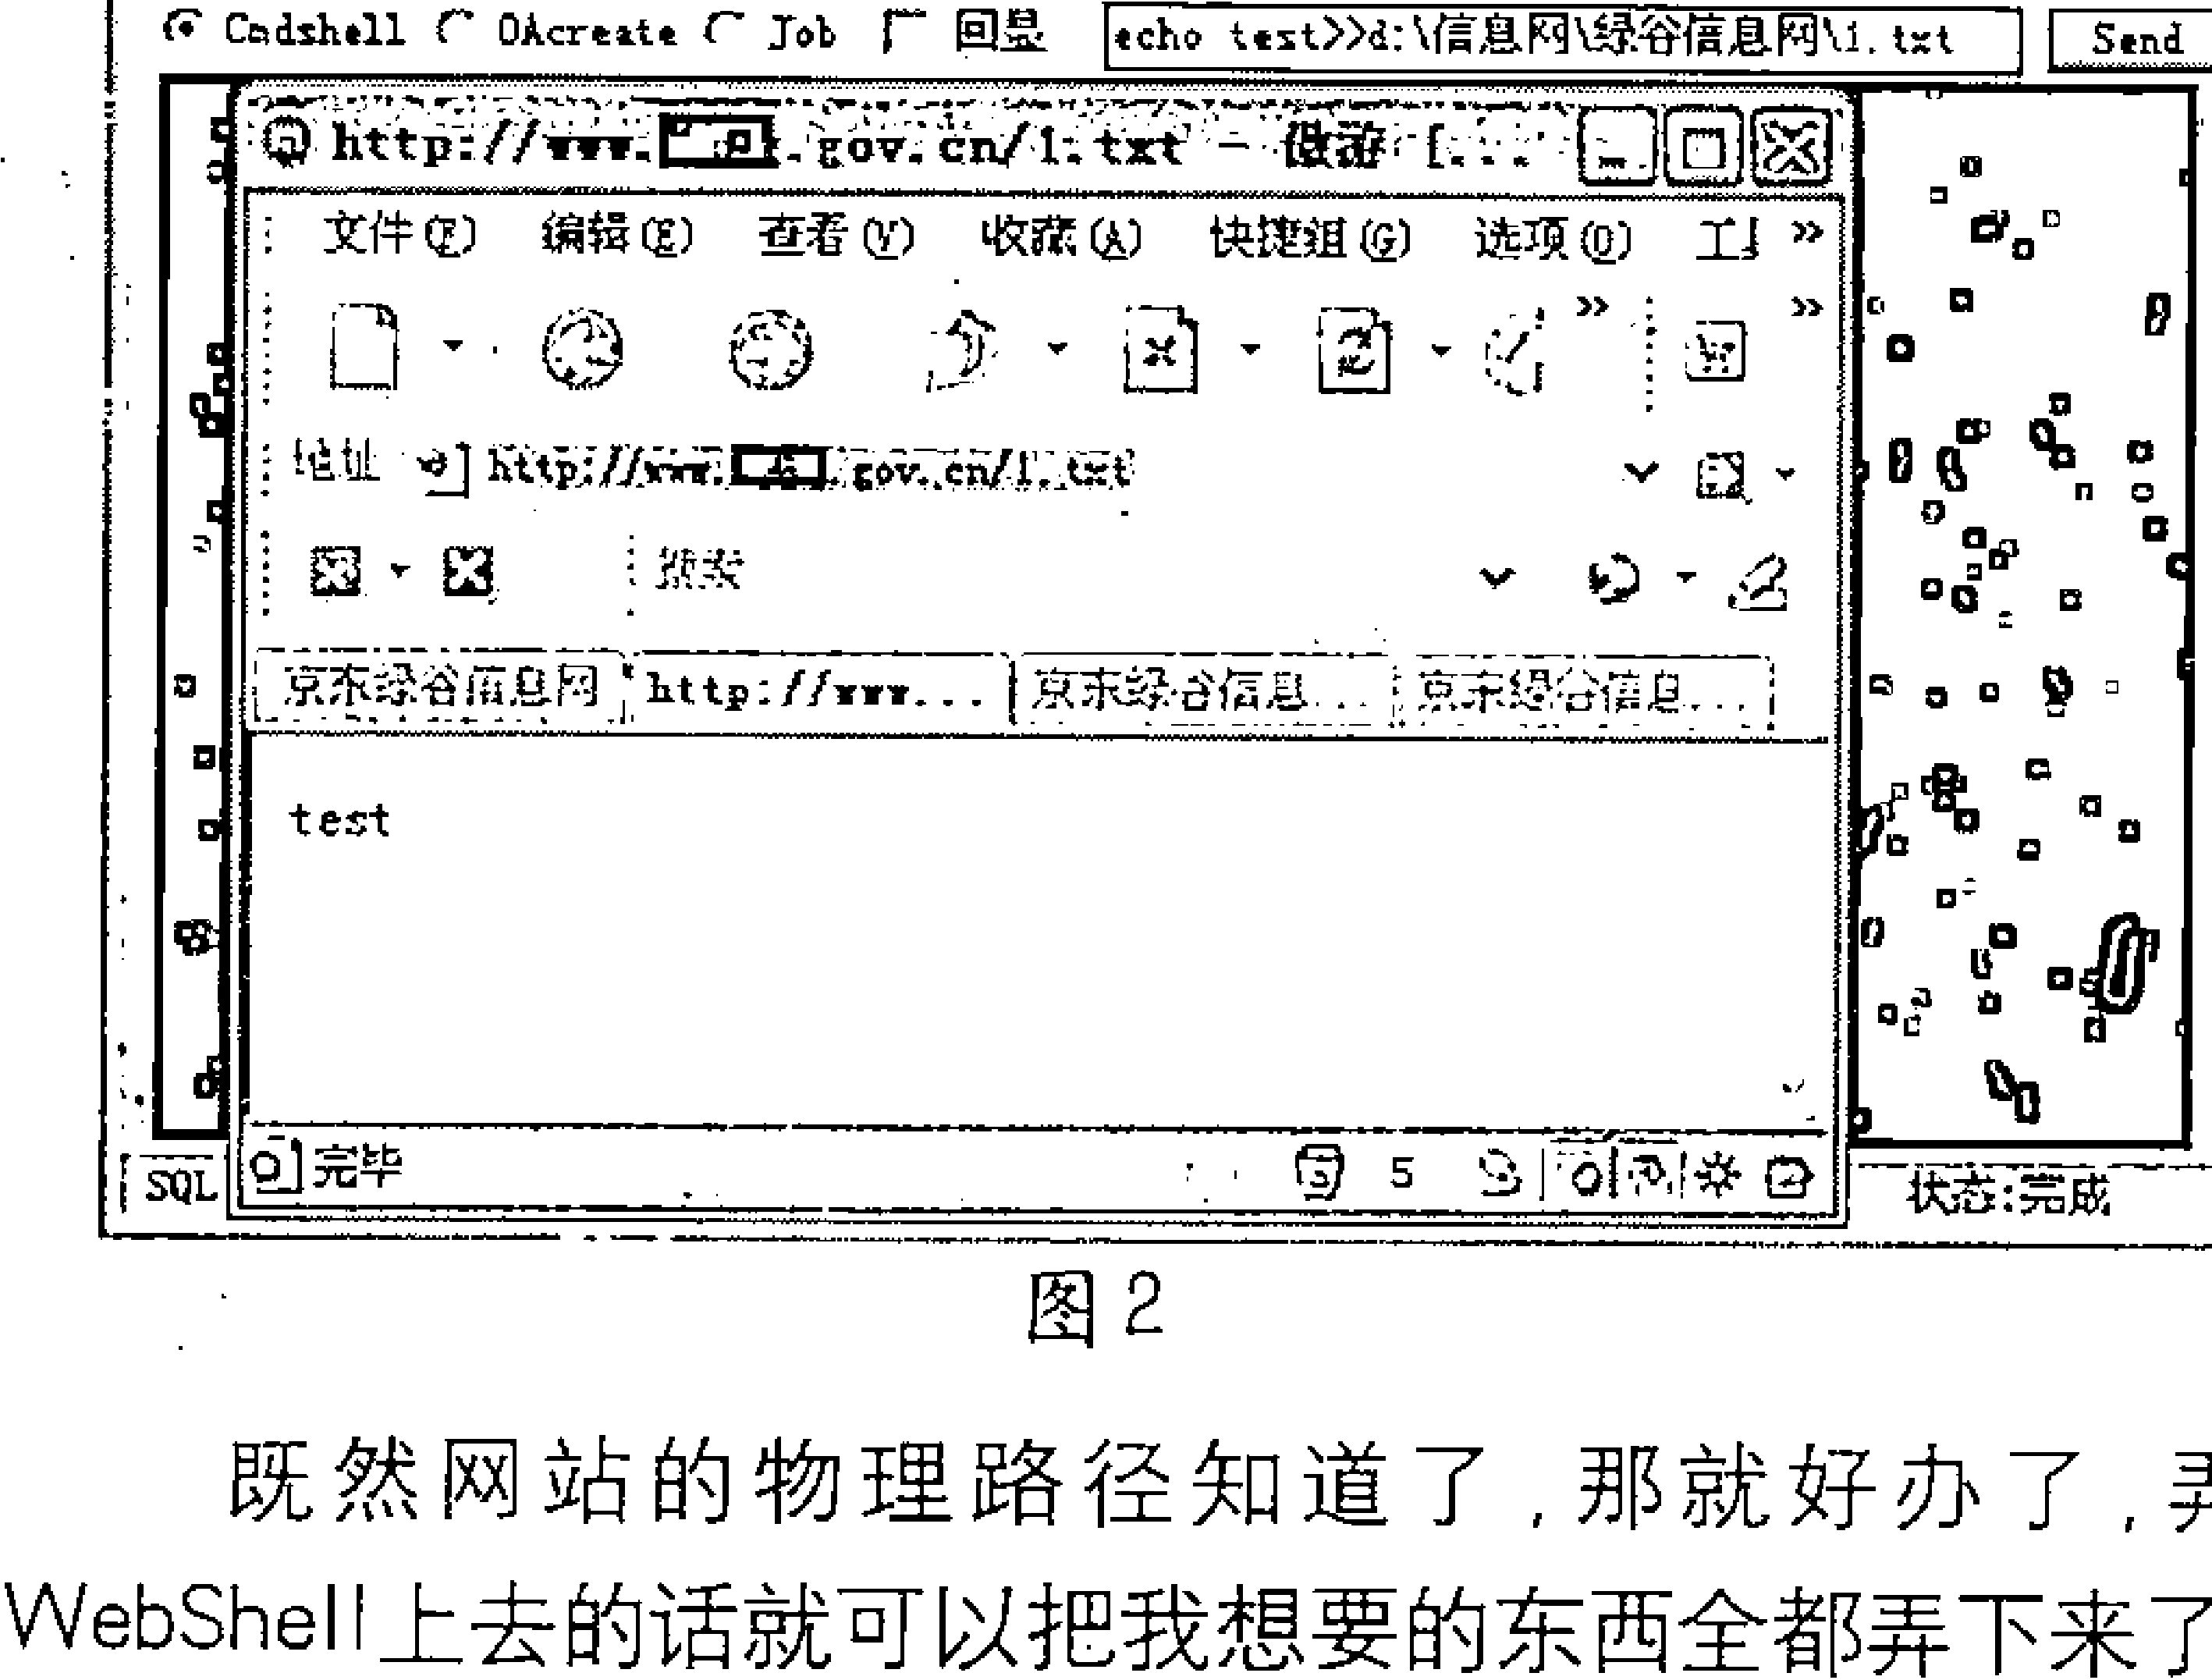 Cmdshell OAcreate Job 回显 echo test>>d:\信息网\绿谷信息网\1.txt Send
http://www. .gov.cn/1.txt - 傲游 [...
文件(F) 编辑(E) 查看(V) 收藏(A) 快捷组(G) 选项(O) »
» »
地址 http://www. .gov.cn/1.txt
搜索
京东绿谷信息网 http://www... 京东绿谷信息... 京东绿谷信息...
test
完毕 5
SQL 状态:完成
图 2
既然网站的物理路径知道了,那就好办了,弄
WebShell上去的话就可以把我想要的东西全都弄下来了